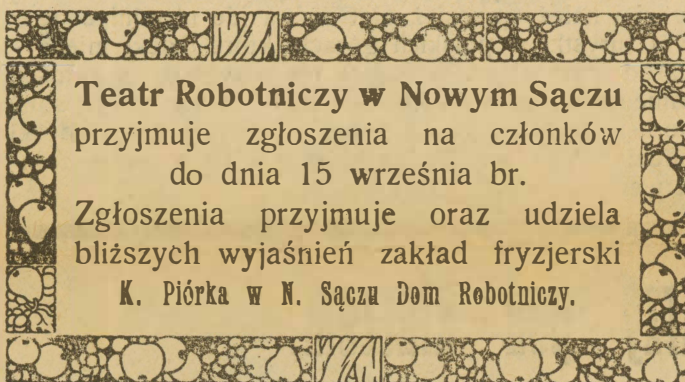 Teatr Robotniczy w Nowym Sączu
przyjmuje zgłoszenia na członków
do dnia 15 września br.
Zgłoszenia przyjmuje oraz udziela
bliższych wyjaśnień zakład fryzjerski
K. Piórka w N. Sączu Dom Robotniczy.